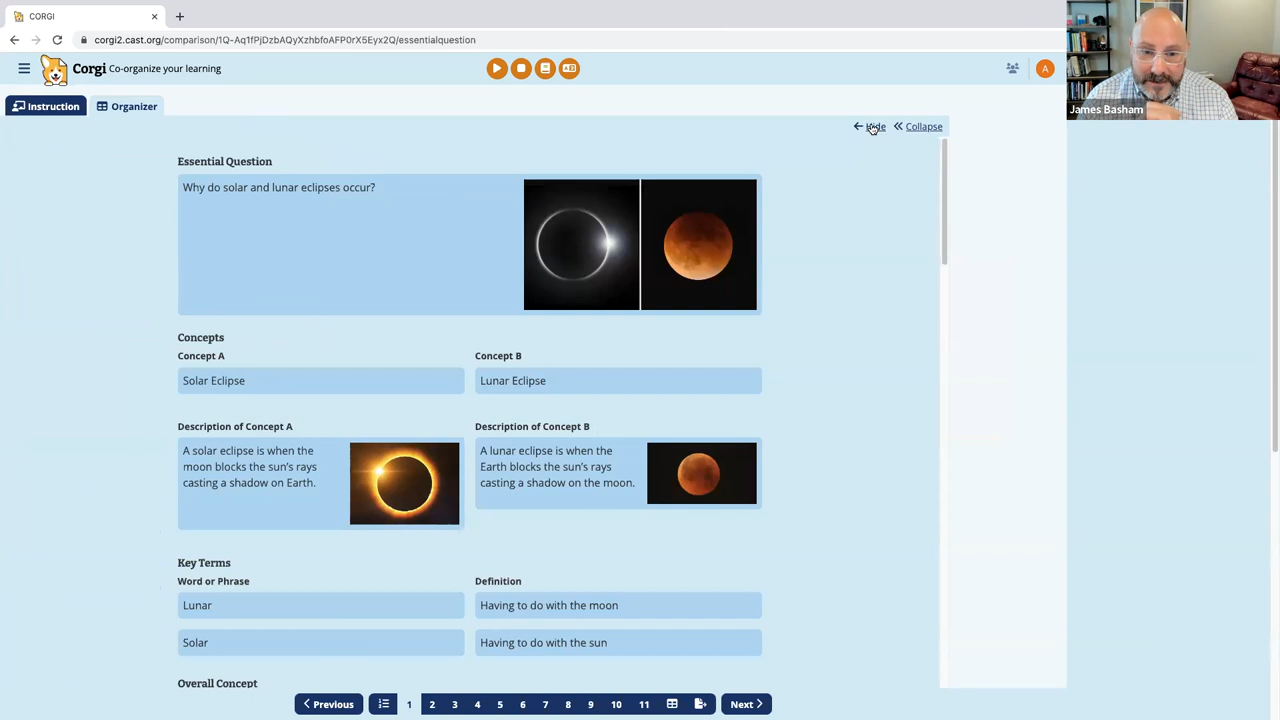 CORGI
corgi2.cast.org/comparison/1Q-Aq1fPjDzbAQyXzhbfoAFP0rX5Eyx2Q/essentialquestion
Corgi Co-organize your learning
A
James Basham
Instruction
Organizer
Hide
Collapse
Essential Question
Why do solar and lunar eclipses occur?
Concepts
Concept A
Concept B
Solar Eclipse
Lunar Eclipse
Description of Concept A
Description of Concept B
A solar eclipse is when the
moon blocks the sun's rays
casting a shadow on Earth.
A lunar eclipse is when the
Earth blocks the sun's rays
casting a shadow on the moon.
Key Terms
Word or Phrase
Definition
Lunar
Having to do with the moon
Solar
Having to do with the sun
Overall Concept
Previous 1 2 3 4 5 6 7 8 9 10 11 Next